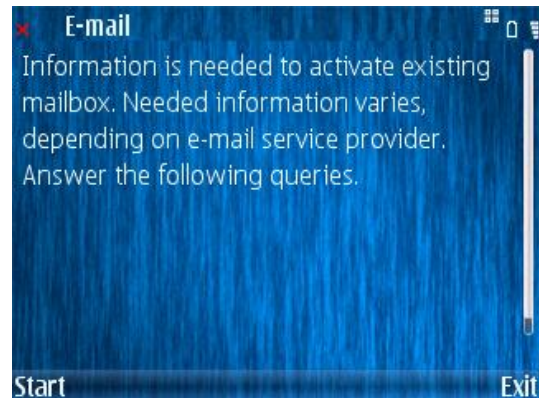 E-mail
Information is needed to activate existing
mailbox. Needed information varies,
depending on e-mail service provider.
Answer the following queries.
Start
Exit